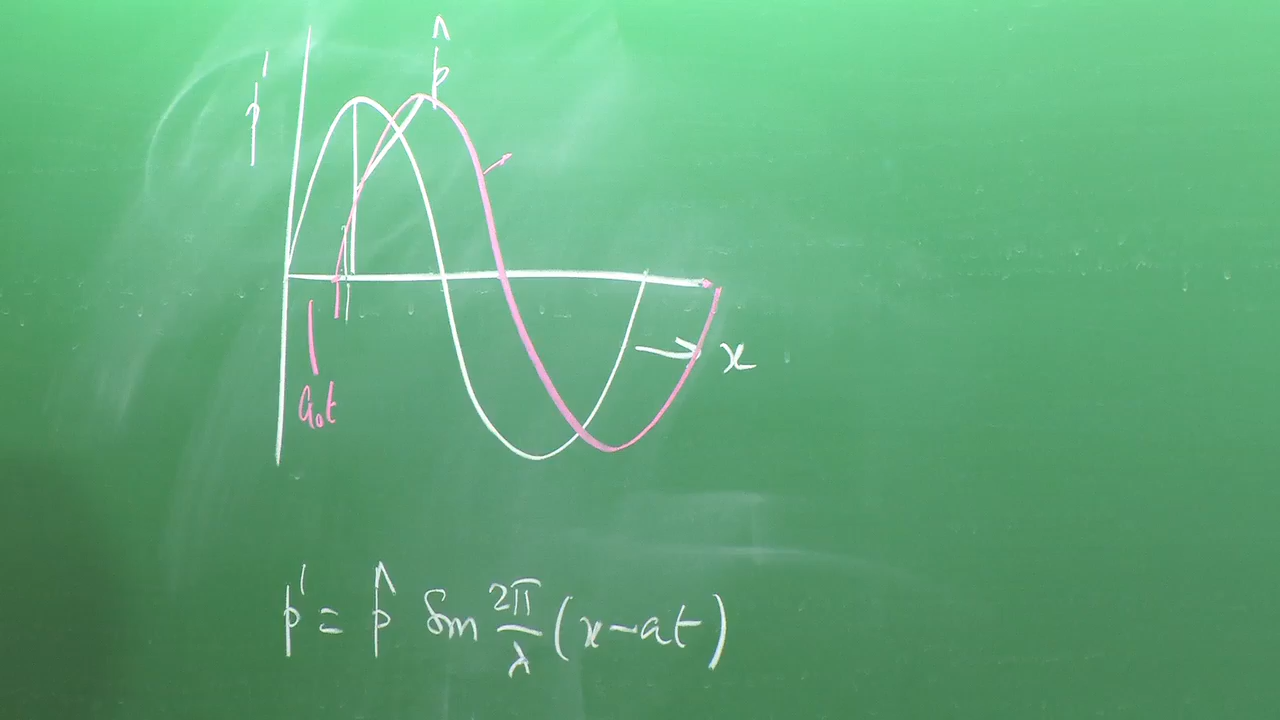 p̂
p'
x
a₀t
p' = p̂ Sin 2π/λ (x-at)